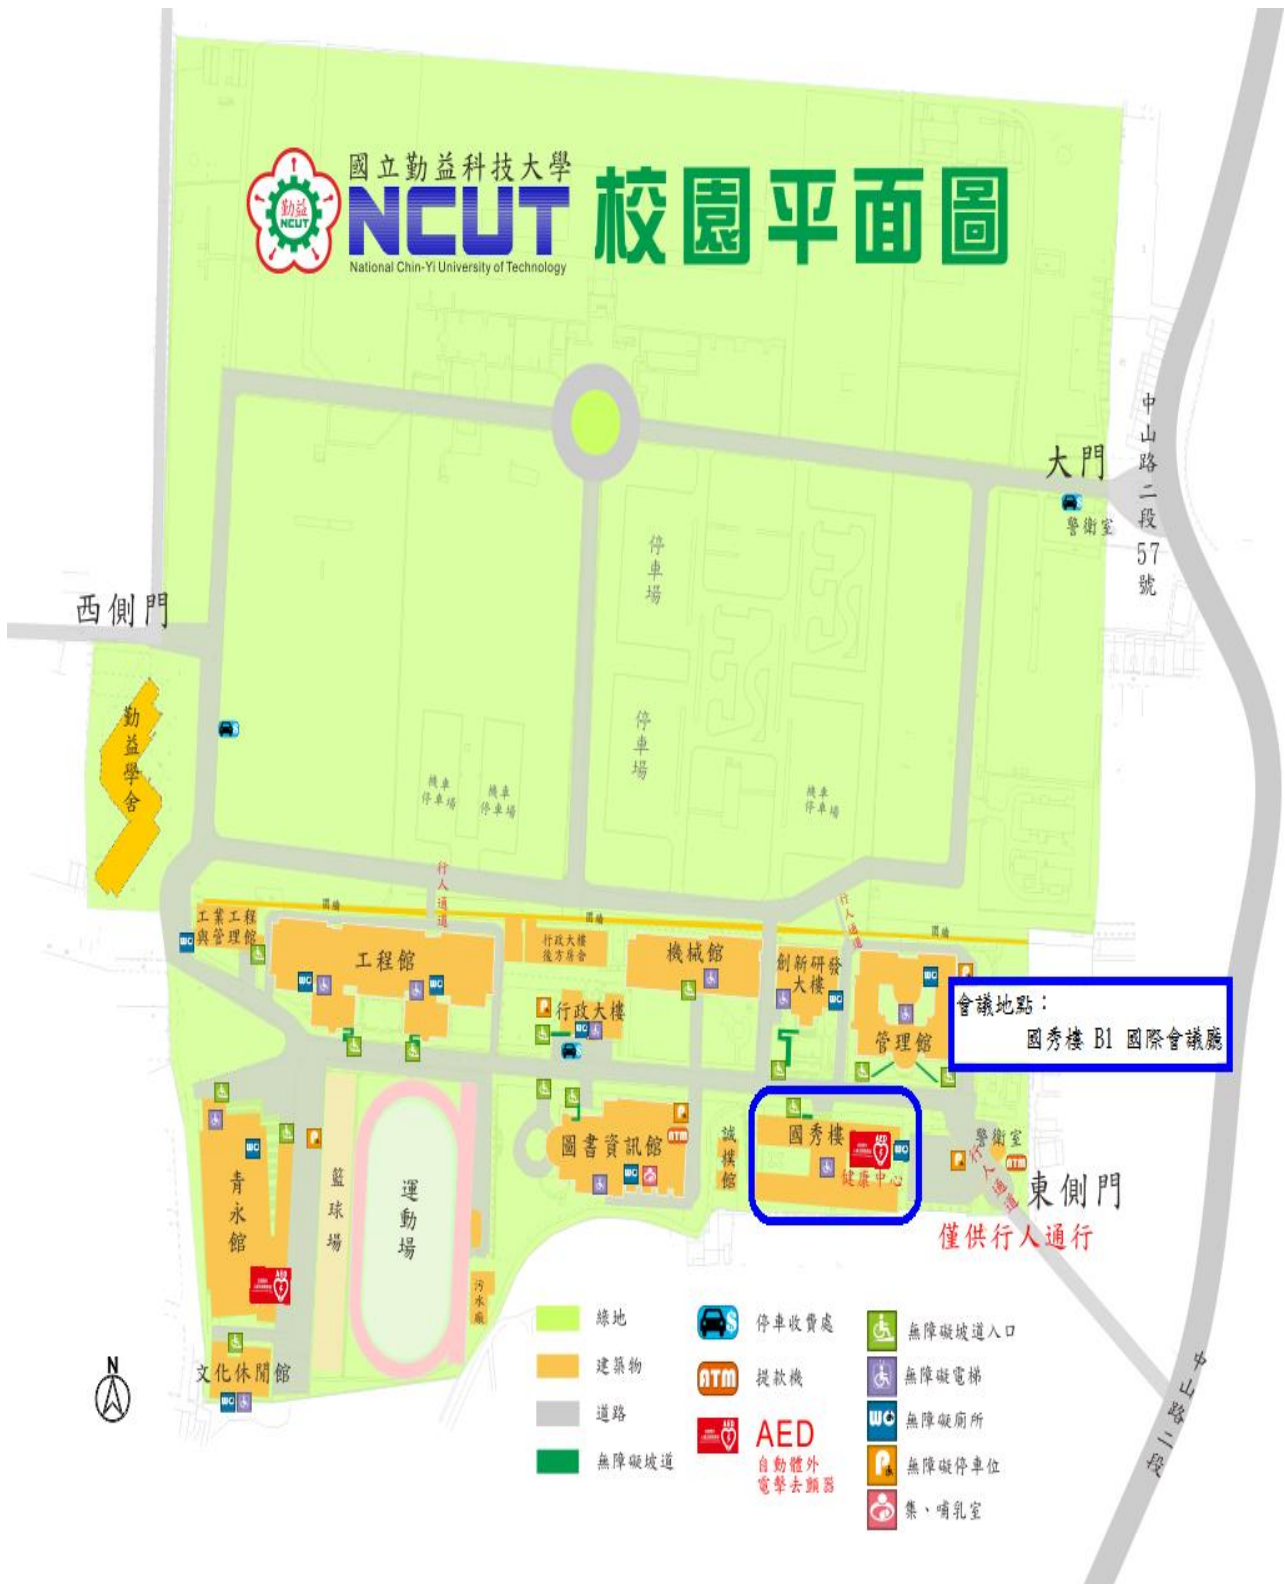 國立勤益科技大學
NCUT
National Chin-Yi University of Technology
勤益
NCUT
校園平面圖
大門
警衛室
中山路二段57號
停車場
西側門
停車場
勤益學舍
機車
停車場
機車
停車場
機車
停車場
行人通道
行人通道
圍牆
圍牆
圍牆
工業工程
與管理館
工程館
行政大樓
後方房舍
機械館
創新研發
大樓
行政大樓
管理館
會議地點：
國秀樓 B1 國際會議廳
圖書資訊館
誠樸館
國秀樓
AED
健康中心
警衛室
ATM
ATM
行人通道
東側門
僅供行人通行
青永館
AED
籃球場
運動場
污水廠
文化休閒館
N
綠地
建築物
道路
無障礙坡道
停車收費處
ATM
提款機
AED
自動體外
電擊去顫器
無障礙坡道入口
無障礙電梯
WC
無障礙廁所
無障礙停車位
集、哺乳室
中山路二段